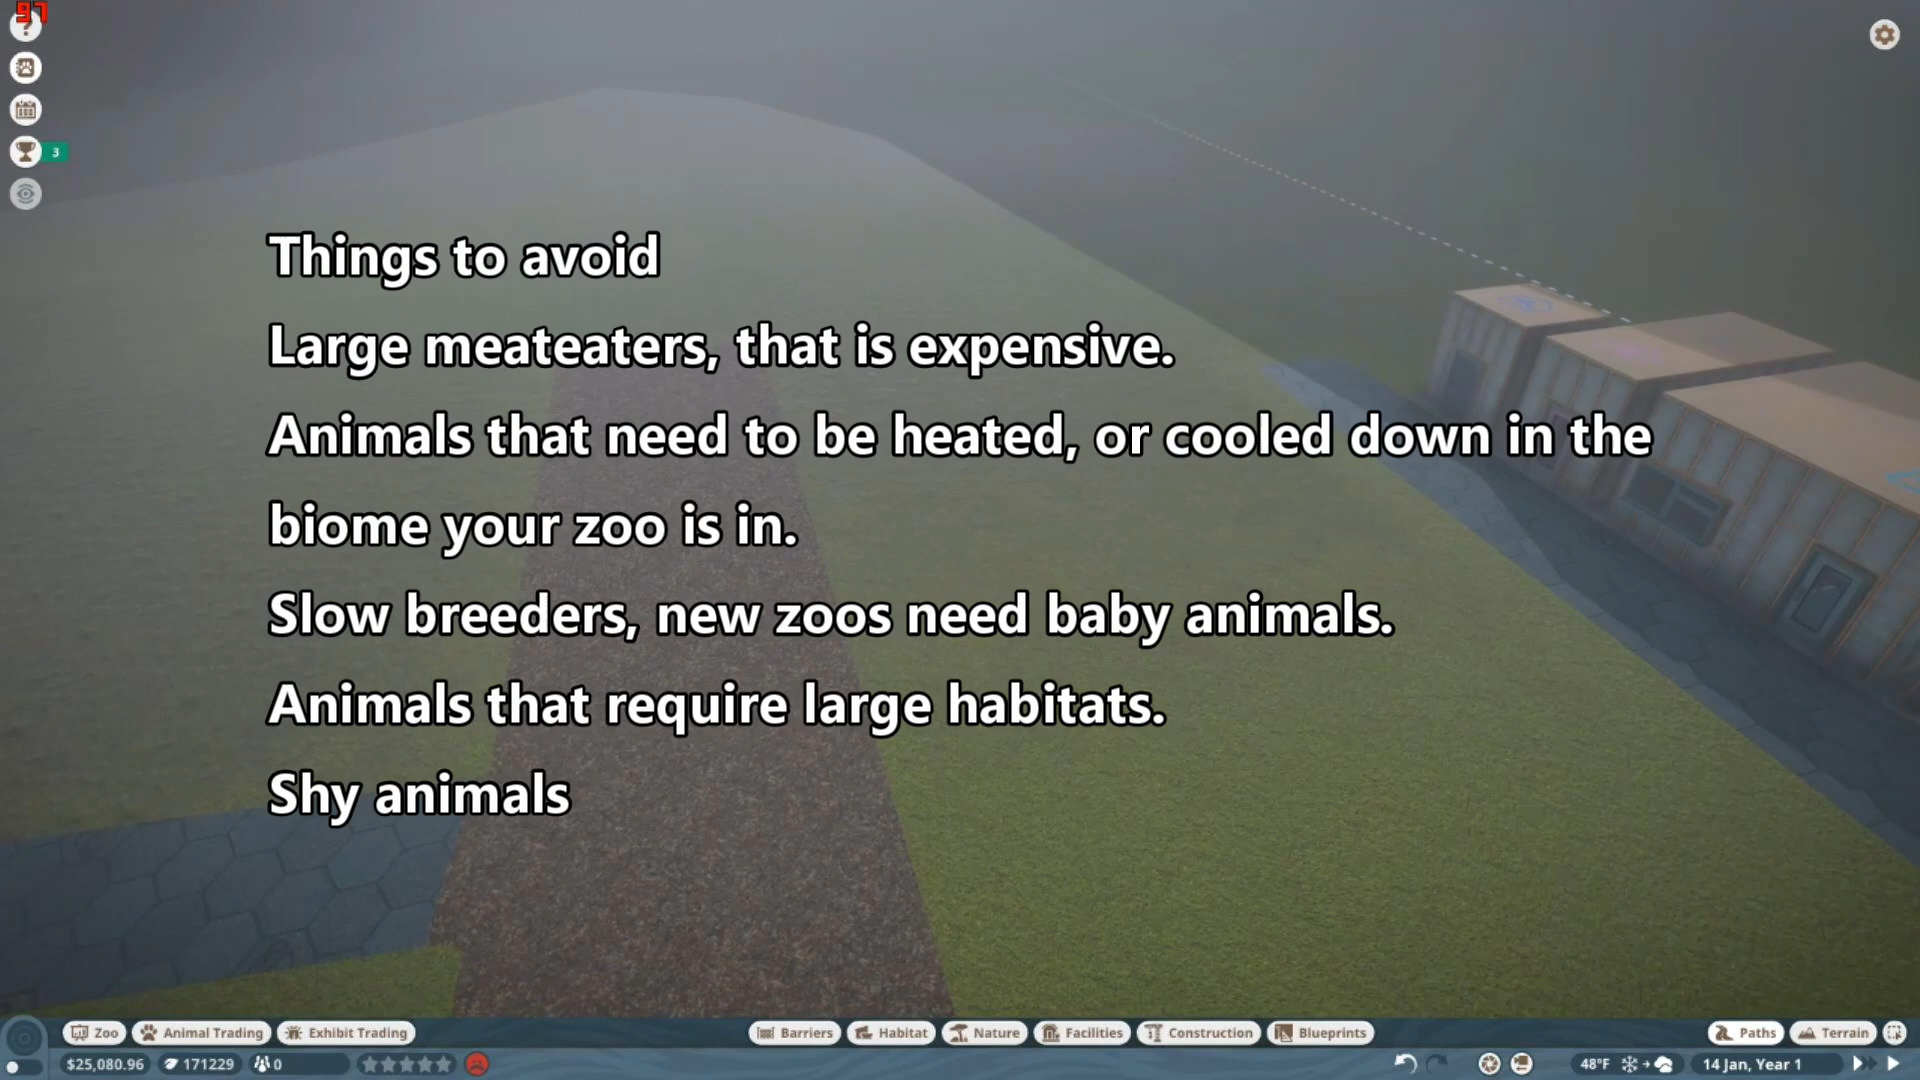 97
?
3
Things to avoid
Large meateaters, that is expensive.
Animals that need to be heated, or cooled down in the
biome your zoo is in.
Slow breeders, new zoos need baby animals.
Animals that require large habitats.
Shy animals
Zoo Animal Trading Exhibit Trading Barriers Habitat Nature Facilities Construction Blueprints Paths Terrain
$25,080.96 171229 0 48°F 14 Jan, Year 1